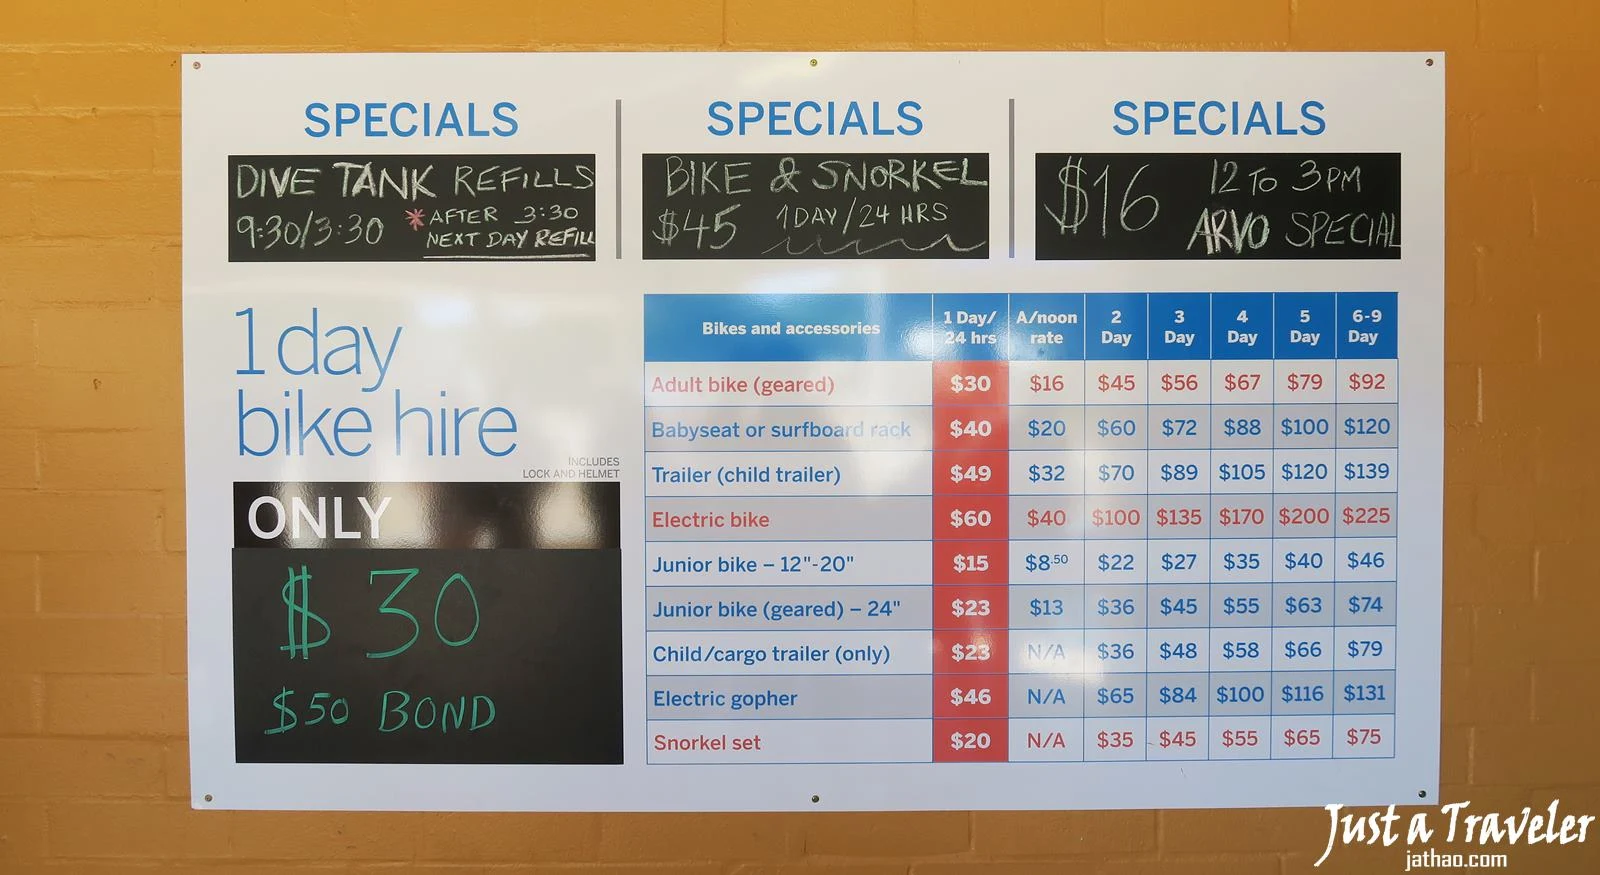 SPECIALS
DIVE TANK REFILLS
9:30/3:30 *AFTER 3:30
NEXT DAY REFILL
SPECIALS
BIKE & SNORKEL
$45 1DAY/24 HRS
SPECIALS
$16 12 TO 3PM
ARVO SPECIAL
1 day
bike hire
INCLUDES
LOCK AND HELMET
ONLY
$30
$50 BOND
Bikes and accessories 1 Day/ 24 hrs A/noon rate 2 Day 3 Day 4 Day 5 Day 6-9 Day
Adult bike (geared) $30 $16 $45 $56 $67 $79 $92
Babyseat or surfboard rack $40 $20 $60 $72 $88 $100 $120
Trailer (child trailer) $49 $32 $70 $89 $105 $120 $139
Electric bike $60 $40 $100 $135 $170 $200 $225
Junior bike – 12"-20" $15 $8.50 $22 $27 $35 $40 $46
Junior bike (geared) – 24" $23 $13 $36 $45 $55 $63 $74
Child/cargo trailer (only) $23 N/A $36 $48 $58 $66 $79
Electric gopher $46 N/A $65 $84 $100 $116 $131
Snorkel set $20 N/A $35 $45 $55 $65 $75
Just a Traveler
jathao.com